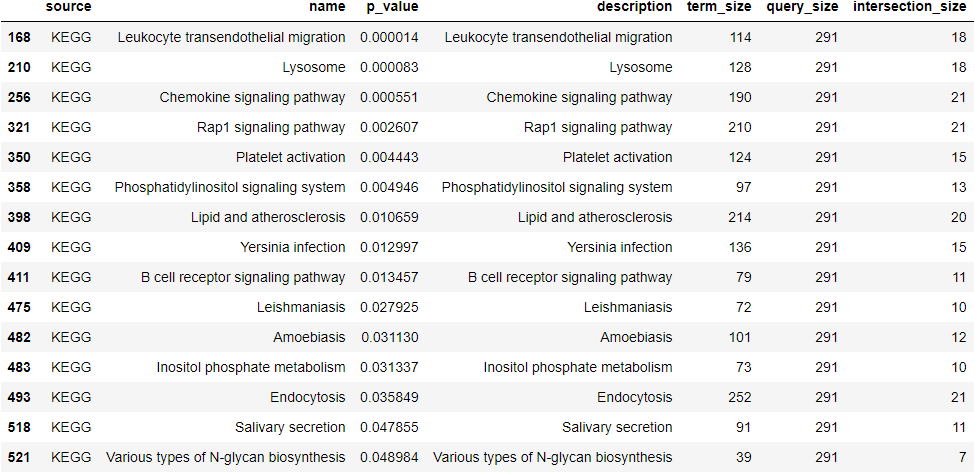 source name p_value description term_size query_size intersection_size
168 KEGG Leukocyte transendothelial migration 0.000014 Leukocyte transendothelial migration 114 291 18
210 KEGG Lysosome 0.000083 Lysosome 128 291 18
256 KEGG Chemokine signaling pathway 0.000551 Chemokine signaling pathway 190 291 21
321 KEGG Rap1 signaling pathway 0.002607 Rap1 signaling pathway 210 291 21
350 KEGG Platelet activation 0.004443 Platelet activation 124 291 15
358 KEGG Phosphatidylinositol signaling system 0.004946 Phosphatidylinositol signaling system 97 291 13
398 KEGG Lipid and atherosclerosis 0.010659 Lipid and atherosclerosis 214 291 20
409 KEGG Yersinia infection 0.012997 Yersinia infection 136 291 15
411 KEGG B cell receptor signaling pathway 0.013457 B cell receptor signaling pathway 79 291 11
475 KEGG Leishmaniasis 0.027925 Leishmaniasis 72 291 10
482 KEGG Amoebiasis 0.031130 Amoebiasis 101 291 12
483 KEGG Inositol phosphate metabolism 0.031337 Inositol phosphate metabolism 73 291 10
493 KEGG Endocytosis 0.035849 Endocytosis 252 291 21
518 KEGG Salivary secretion 0.047855 Salivary secretion 91 291 11
521 KEGG Various types of N-glycan biosynthesis 0.048984 Various types of N-glycan biosynthesis 39 291 7